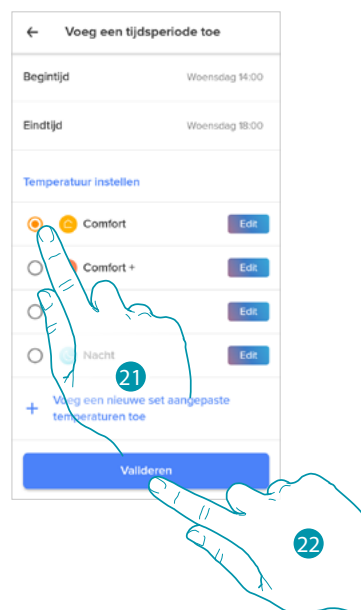 ← Voeg een tijdsperiode toe
Begintijd Woensdag 14:00
Eindtijd Woensdag 18:00
Temperatuur instellen
Comfort Edit
Comfort + Edit
Edit
Nacht Edit
+ Voeg een nieuwe set aangepaste
temperaturen toe
21
Valideren
22